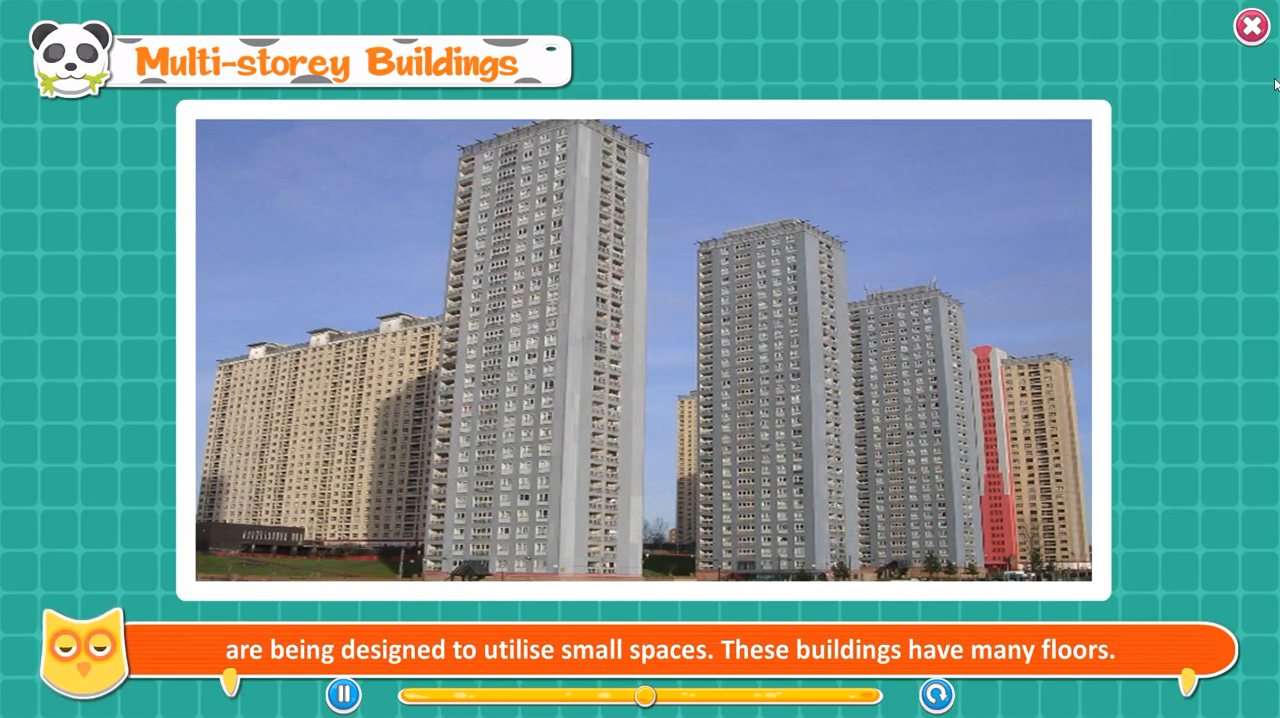 Multi-storey Buildings
are being designed to utilise small spaces. These buildings have many floors.